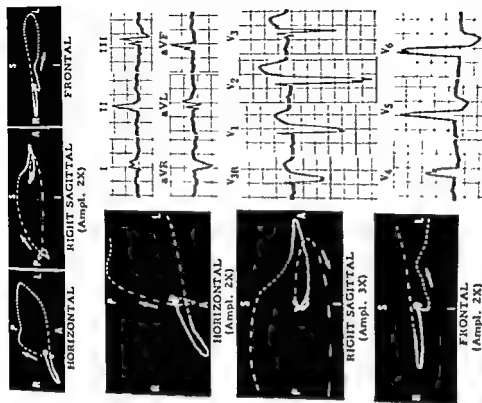 P
R L
A
HORIZONTAL
S
P A
I
RIGHT SAGITTAL
(Ampl. 2X)
S
R L
I
FRONTAL
P
R L
A
HORIZONTAL
(Ampl. 2X)
S
P A
I
RIGHT SAGITTAL
(Ampl. 3X)
S
R L
I
FRONTAL
(Ampl. 2X)
I II III
aVR aVL aVF
V3R V1 V2 V3
V4 V5 V6